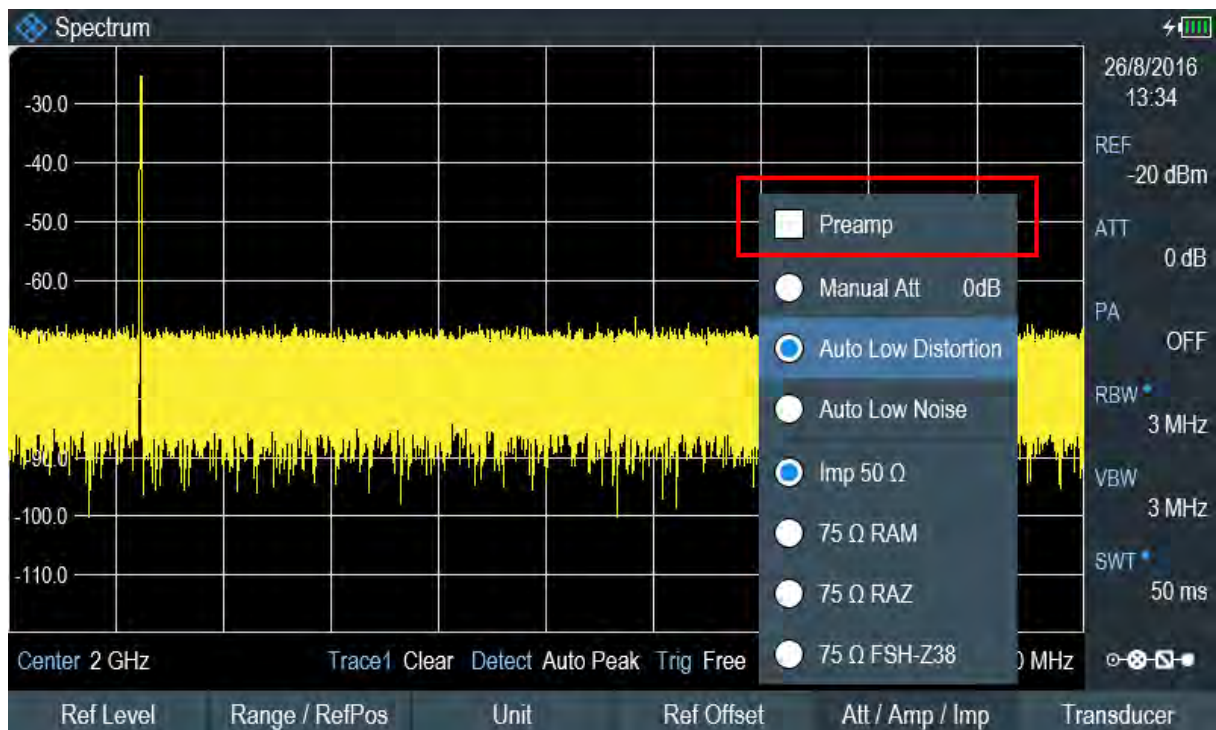 Spectrum
26/8/2016
13:34
-30.0
-40.0
-50.0
-60.0
-90.0
-100.0
-110.0
REF
-20 dBm
ATT
0 dB
PA
OFF
RBW
3 MHz
VBW
3 MHz
SWT
50 ms
Preamp
Manual Att 0dB
Auto Low Distortion
Auto Low Noise
Imp 50 Ω
75 Ω RAM
75 Ω RAZ
75 Ω FSH-Z38
Center 2 GHz Trace1 Clear Detect Auto Peak Trig Free 0 MHz
Ref Level Range / RefPos Unit Ref Offset Att / Amp / Imp Transducer